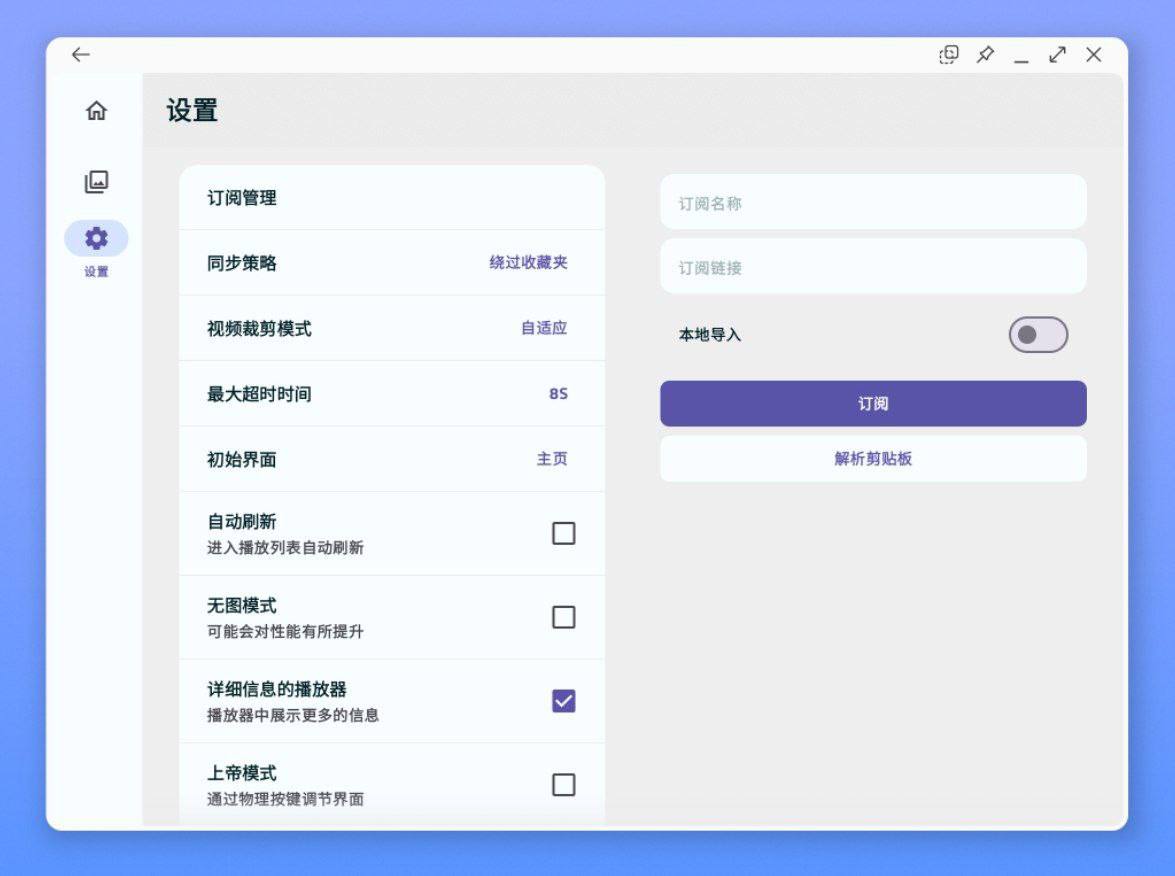 设置
设置
订阅管理
同步策略
绕过收藏夹
视频裁剪模式
自适应
最大超时时间
8S
初始界面
主页
自动刷新
进入播放列表自动刷新
无图模式
可能会对性能有所提升
详细信息的播放器
播放器中展示更多的信息
上帝模式
通过物理按键调节界面
订阅名称
订阅链接
本地导入
订阅
解析剪贴板